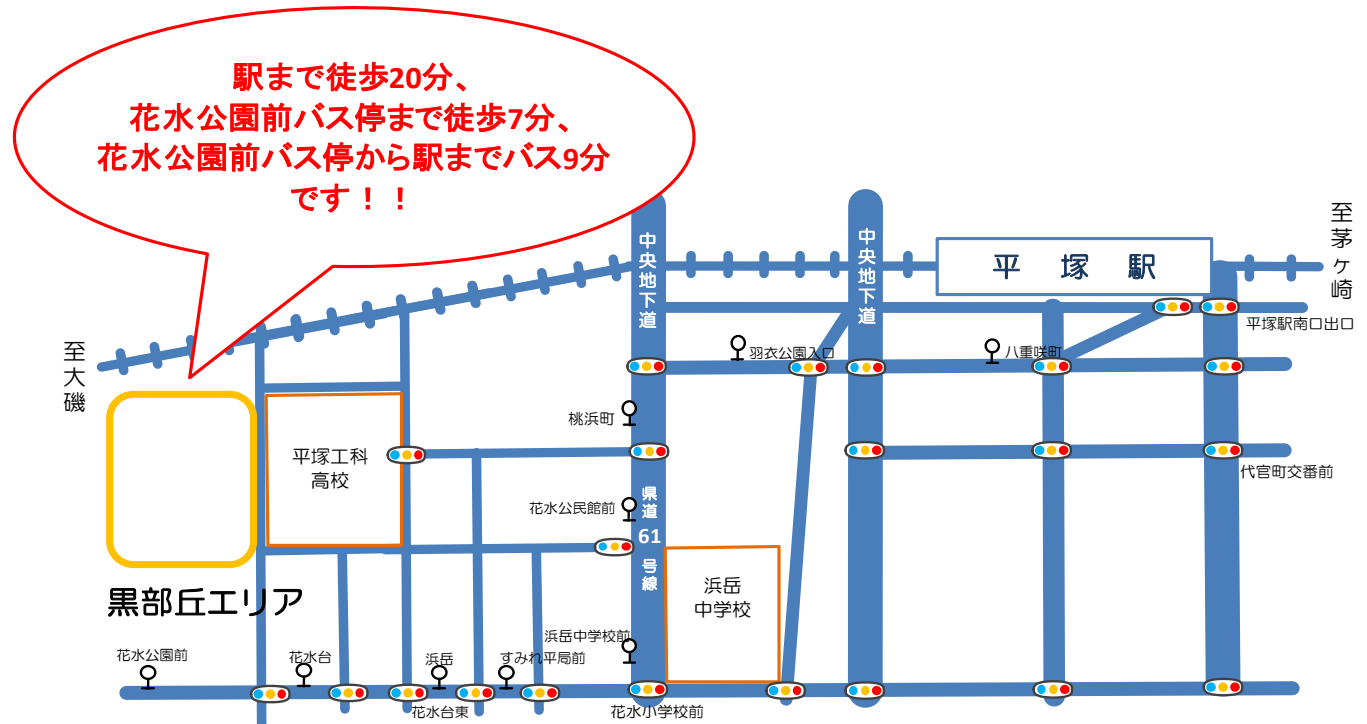 駅まで徒歩20分、
花水公園前バス停まで徒歩7分、
花水公園前バス停から駅までバス9分
です！！
至茅ヶ崎
中央地下道
中央地下道
平塚駅
平塚駅南口出口
至大磯
羽衣公園入口
八重咲町
桃浜町
平塚工科
高校
代官町交番前
県道61号線
花水公民館前
浜岳
中学校
黒部丘エリア
浜岳中学校前
花水公園前
花水台
浜岳
すみれ平局前
花水台東
花水小学校前